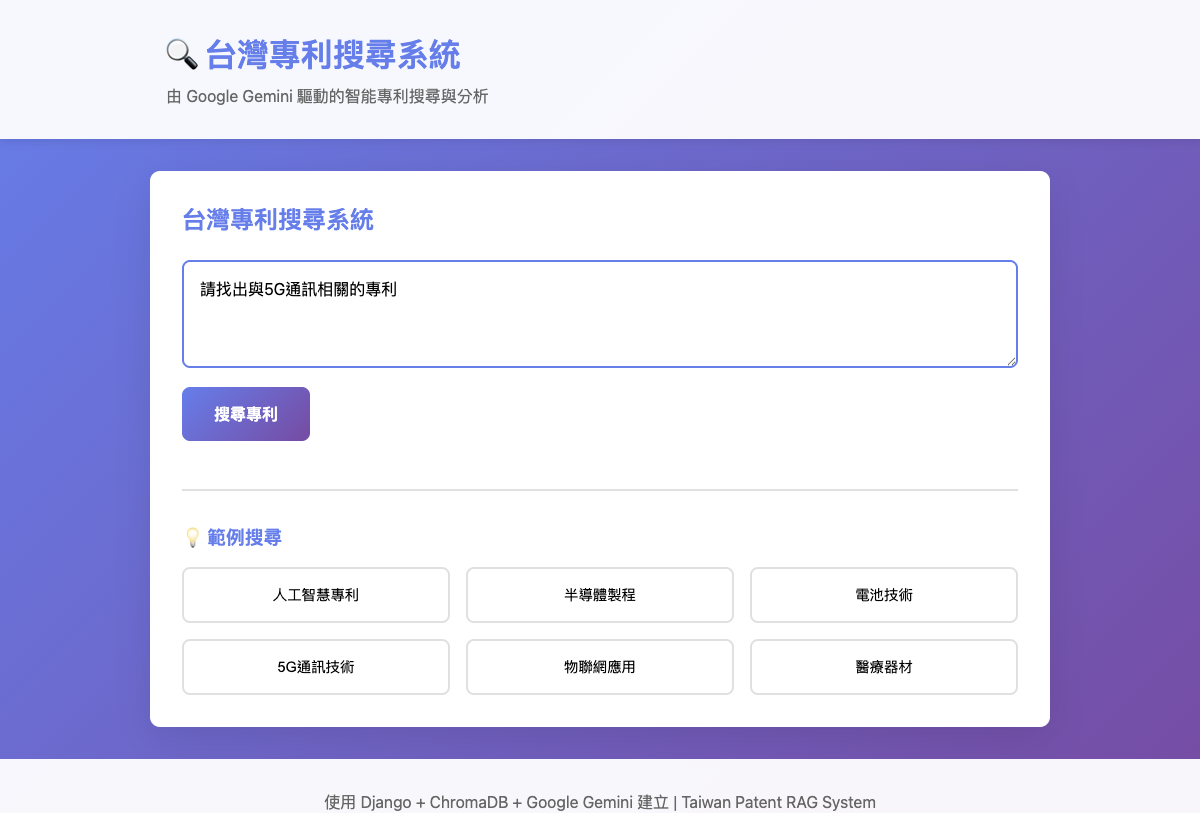 台灣專利搜尋系統
由 Google Gemini 驅動的智能專利搜尋與分析
台灣專利搜尋系統
請找出與5G通訊相關的專利
搜尋專利
範例搜尋
人工智慧專利
半導體製程
電池技術
5G通訊技術
物聯網應用
醫療器材
使用 Django + ChromaDB + Google Gemini 建立 | Taiwan Patent RAG System